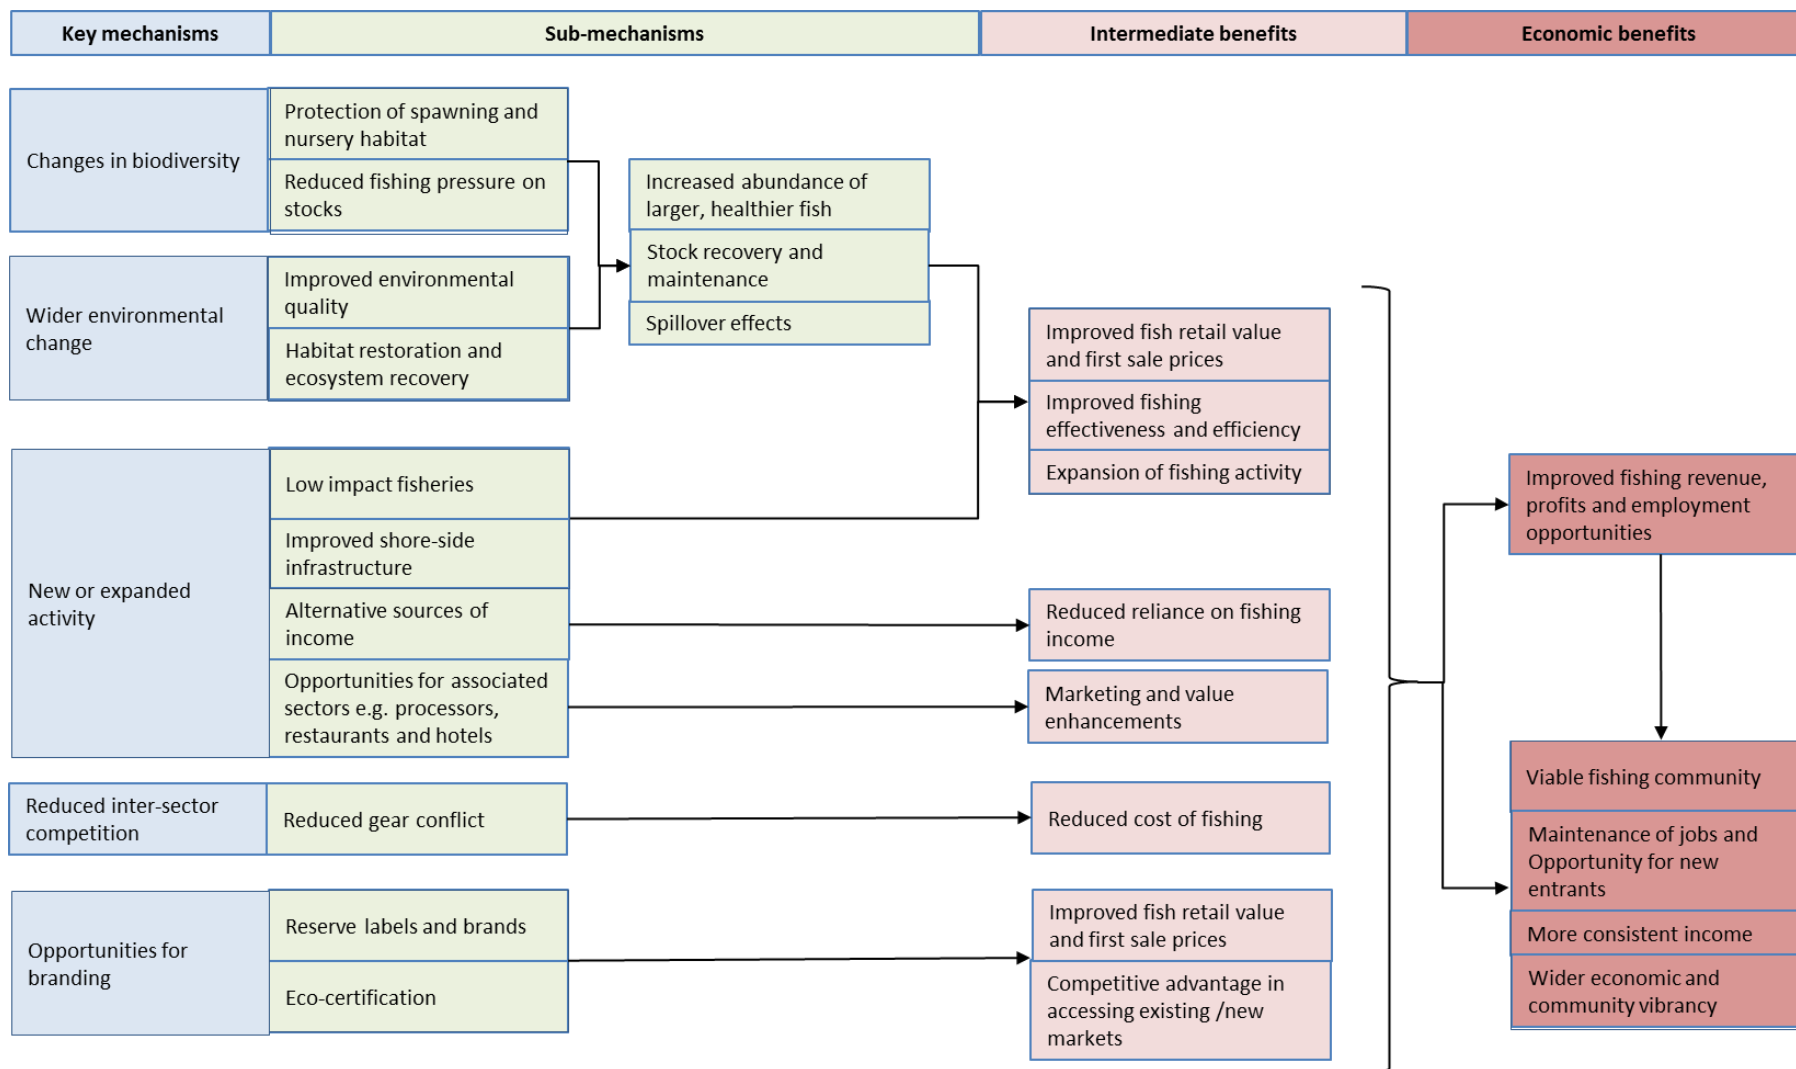 Key mechanisms
Sub-mechanisms
Intermediate benefits
Economic benefits
Changes in biodiversity
Protection of spawning and
nursery habitat
Reduced fishing pressure on
stocks
Wider environmental
change
Improved environmental
quality
Habitat restoration and
ecosystem recovery
Increased abundance of
larger, healthier fish
Stock recovery and
maintenance
Spillover effects
New or expanded
activity
Low impact fisheries
Improved shore-side
infrastructure
Alternative sources of
income
Opportunities for associated
sectors e.g. processors,
restaurants and hotels
Improved fish retail value
and first sale prices
Improved fishing
effectiveness and efficiency
Expansion of fishing activity
Reduced reliance on fishing
income
Marketing and value
enhancements
Reduced inter-sector
competition
Reduced gear conflict
Reduced cost of fishing
Opportunities for
branding
Reserve labels and brands
Eco-certification
Improved fish retail value
and first sale prices
Competitive advantage in
accessing existing /new
markets
Improved fishing revenue,
profits and employment
opportunities
Viable fishing community
Maintenance of jobs and
Opportunity for new
entrants
More consistent income
Wider economic and
community vibrancy